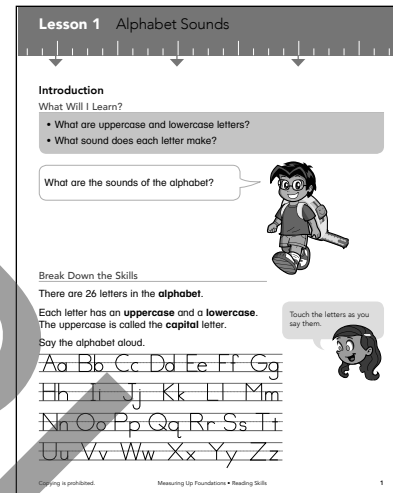 Lesson 1 Alphabet Sounds
Introduction
What Will I Learn?
• What are uppercase and lowercase letters?
• What sound does each letter make?
What are the sounds of the alphabet?
Break Down the Skills
There are 26 letters in the alphabet.
Each letter has an uppercase and a lowercase.
The uppercase is called the capital letter.
Say the alphabet aloud.
Touch the letters as you
say them.
Aa Bb Cc Dd Ee Ff Gg
Hh Ii Jj Kk Ll Mm
Nn Oo Pp Qq Rr Ss Tt
Uu Vv Ww Xx Yy Zz
Copying is prohibited. Measuring Up Foundations • Reading Skills 1